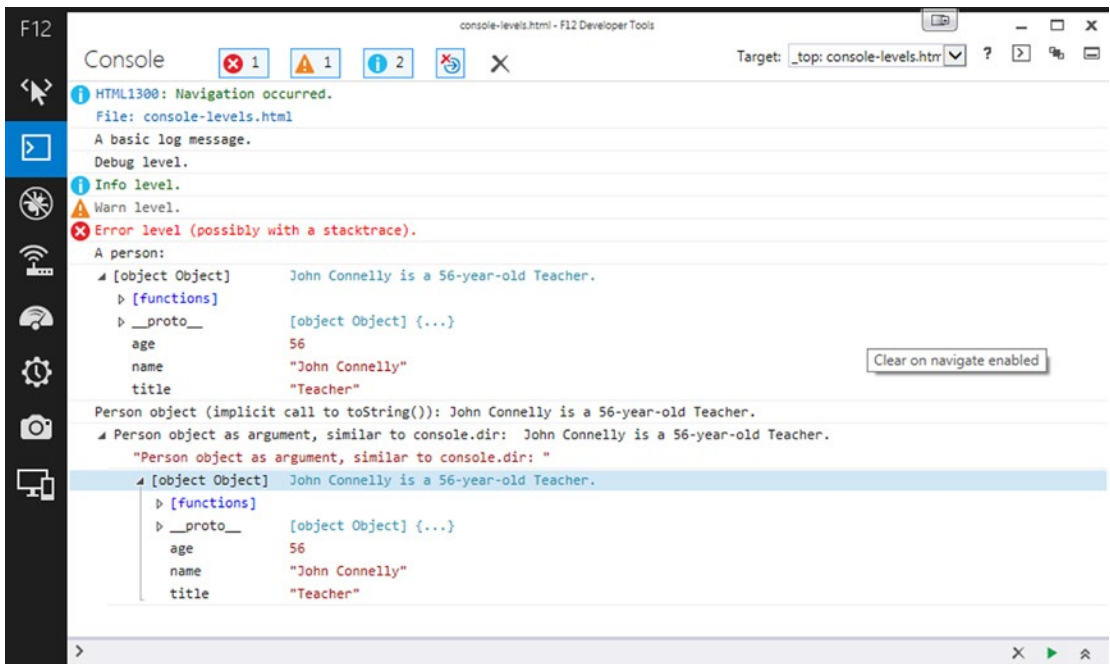 F12
console-levels.html - F12 Developer Tools
Console 1 1 2 Target: _top: console-levels.htm ?
HTML1300: Navigation occurred.
File: console-levels.html
A basic log message.
Debug level.
Info level.
Warn level.
Error level (possibly with a stacktrace).
A person:
[object Object] John Connelly is a 56-year-old Teacher.
[functions]
__proto__ [object Object] {...}
age 56
name "John Connelly"
Clear on navigate enabled
title "Teacher"
Person object (implicit call to toString()): John Connelly is a 56-year-old Teacher.
Person object as argument, similar to console.dir: John Connelly is a 56-year-old Teacher.
"Person object as argument, similar to console.dir: "
[object Object] John Connelly is a 56-year-old Teacher.
[functions]
__proto__ [object Object] {...}
age 56
name "John Connelly"
title "Teacher"